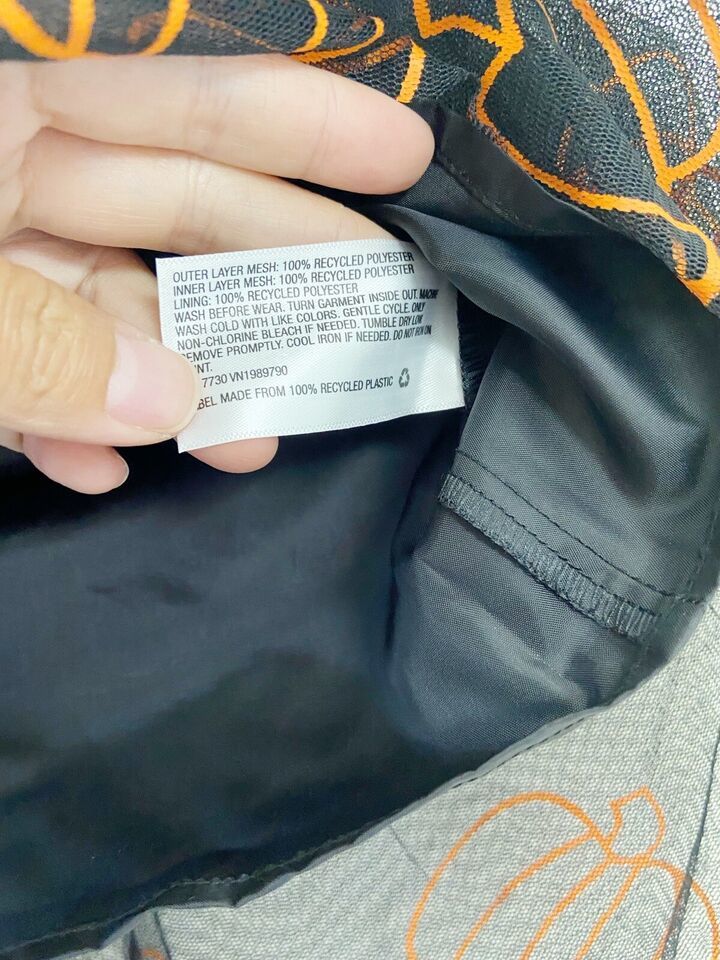 OUTER LAYER MESH: 100% RECYCLED POLYESTER
INNER LAYER MESH: 100% RECYCLED POLYESTER
LINING: 100% RECYCLED POLYESTER
WASH BEFORE WEAR. TURN GARMENT INSIDE OUT. MACHINE
WASH COLD WITH LIKE COLORS. GENTLE CYCLE. ONLY
NON-CHLORINE BLEACH IF NEEDED. TUMBLE DRY LOW.
REMOVE PROMPTLY. COOL IRON IF NEEDED. DO NOT IRON ON
7730 VN1989790
MADE FROM 100% RECYCLED PLASTIC